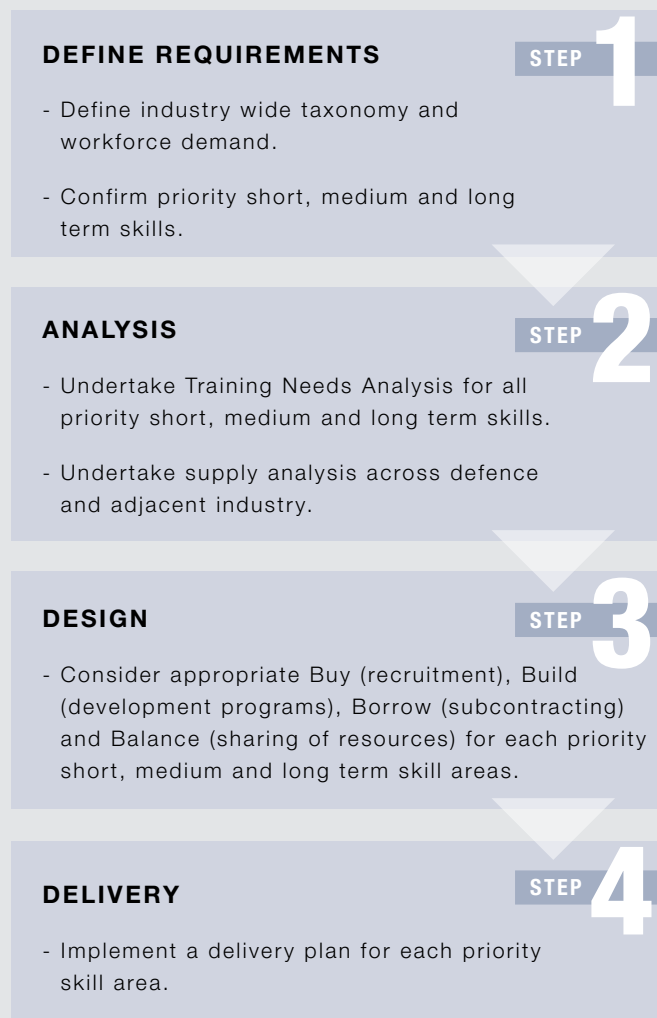 DEFINE REQUIREMENTS
STEP 1
- Define industry wide taxonomy and
workforce demand.
- Confirm priority short, medium and long
term skills.
ANALYSIS
STEP 2
- Undertake Training Needs Analysis for all
priority short, medium and long term skills.
- Undertake supply analysis across defence
and adjacent industry.
DESIGN
STEP 3
- Consider appropriate Buy (recruitment), Build
(development programs), Borrow (subcontracting)
and Balance (sharing of resources) for each priority
short, medium and long term skill areas.
DELIVERY
STEP 4
- Implement a delivery plan for each priority
skill area.